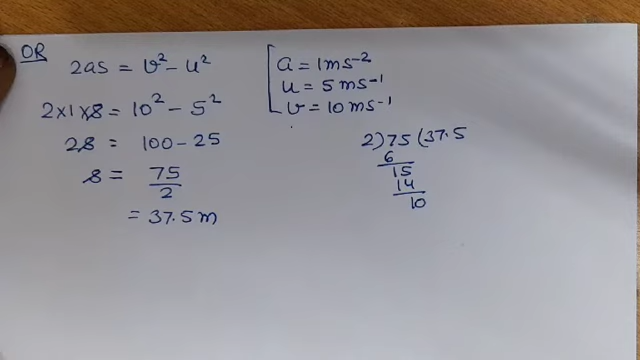 OR
2as = v² - u²
2×1×s = 10² - 5²
2s = 100 - 25
s = 75/2
= 37.5 m
a = 1ms⁻²
u = 5 ms⁻¹
v = 10 ms⁻¹
2)75(37.5
6
15
14
10